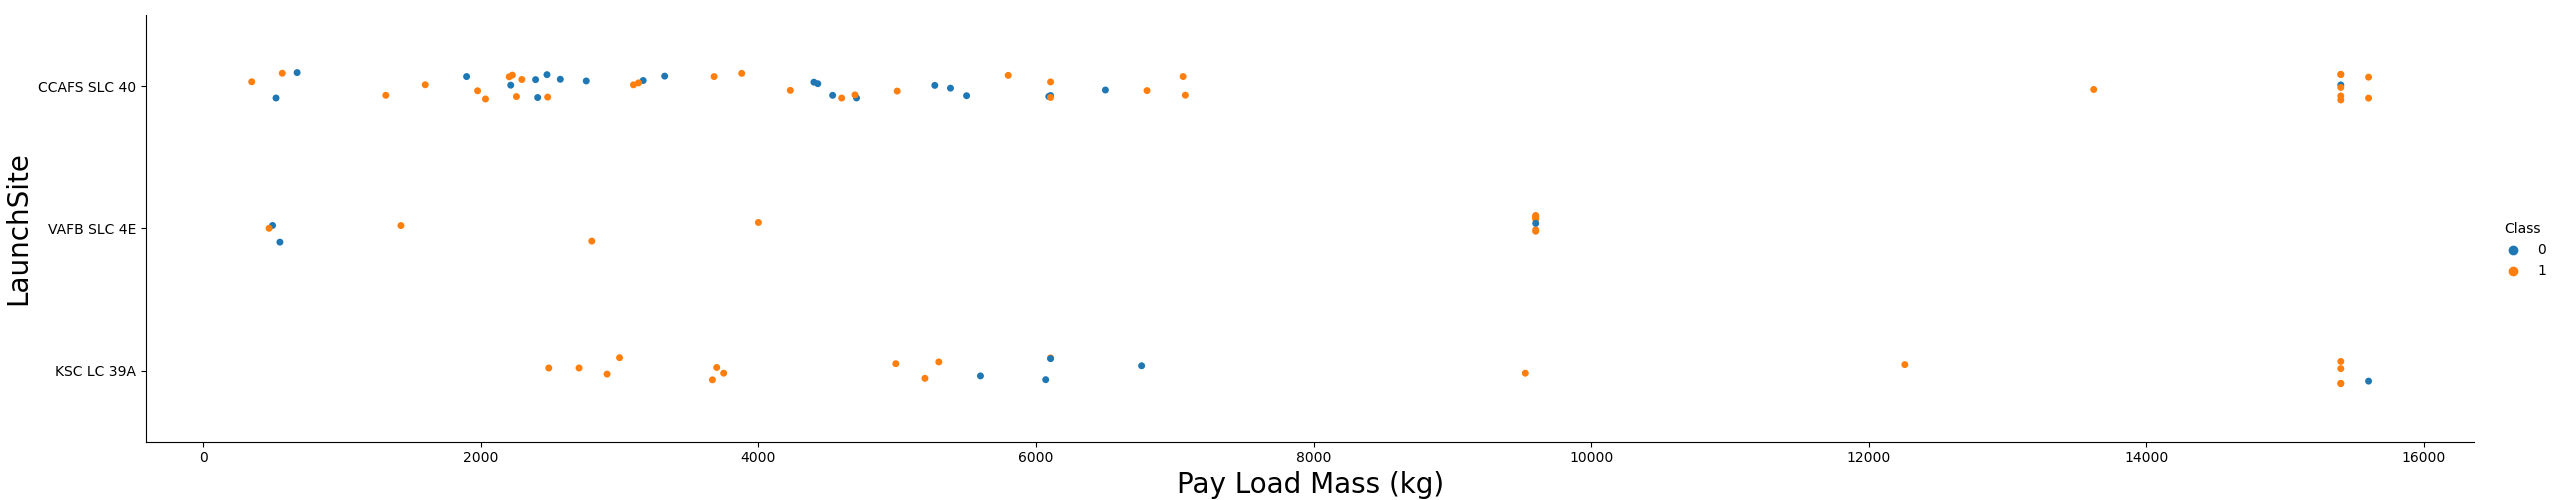 LaunchSite
CCAFS SLC 40
VAFB SLC 4E
KSC LC 39A
0 2000 4000 6000 8000 10000 12000 14000 16000
Pay Load Mass (kg)
Class
0
1